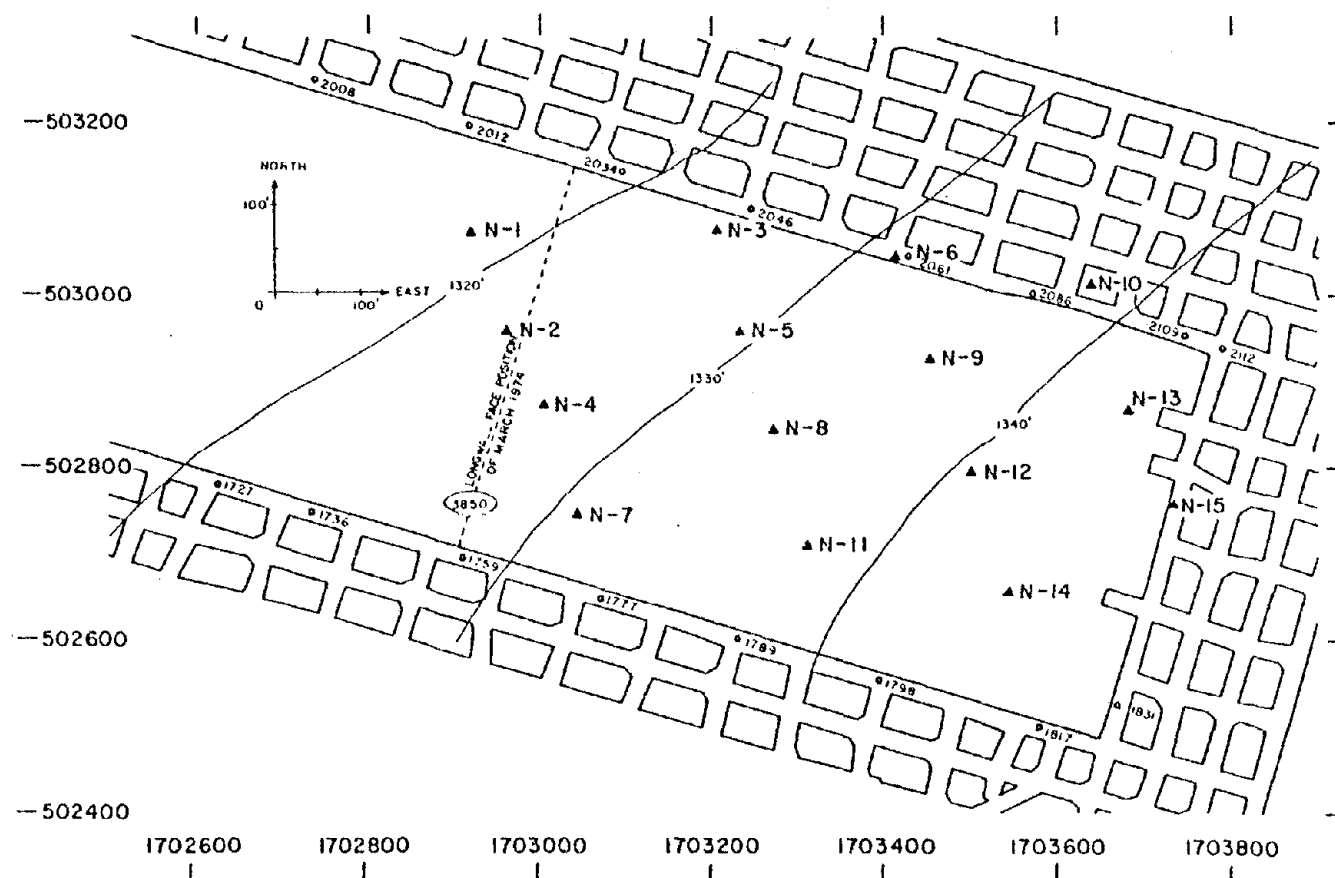 2008
—503200
2012
NORTH
2034
100'
2046
N-1
N-3
N-6
2061
1320'
N-10
—503000
0
100'
EAST
2086
2109
2112
N-2
N-5
N-9
1330'
LONGWALL FACE POSITION
OF MARCH 1974
N-4
N-13
N-8
1340'
—502800
N-12
1727
3850
N-15
1736
N-7
N-11
1759
N-14
1777
—502600
1789
1798
1831
1817
—502400
1702600
1702800
1703000
1703200
1703400
1703600
1703800